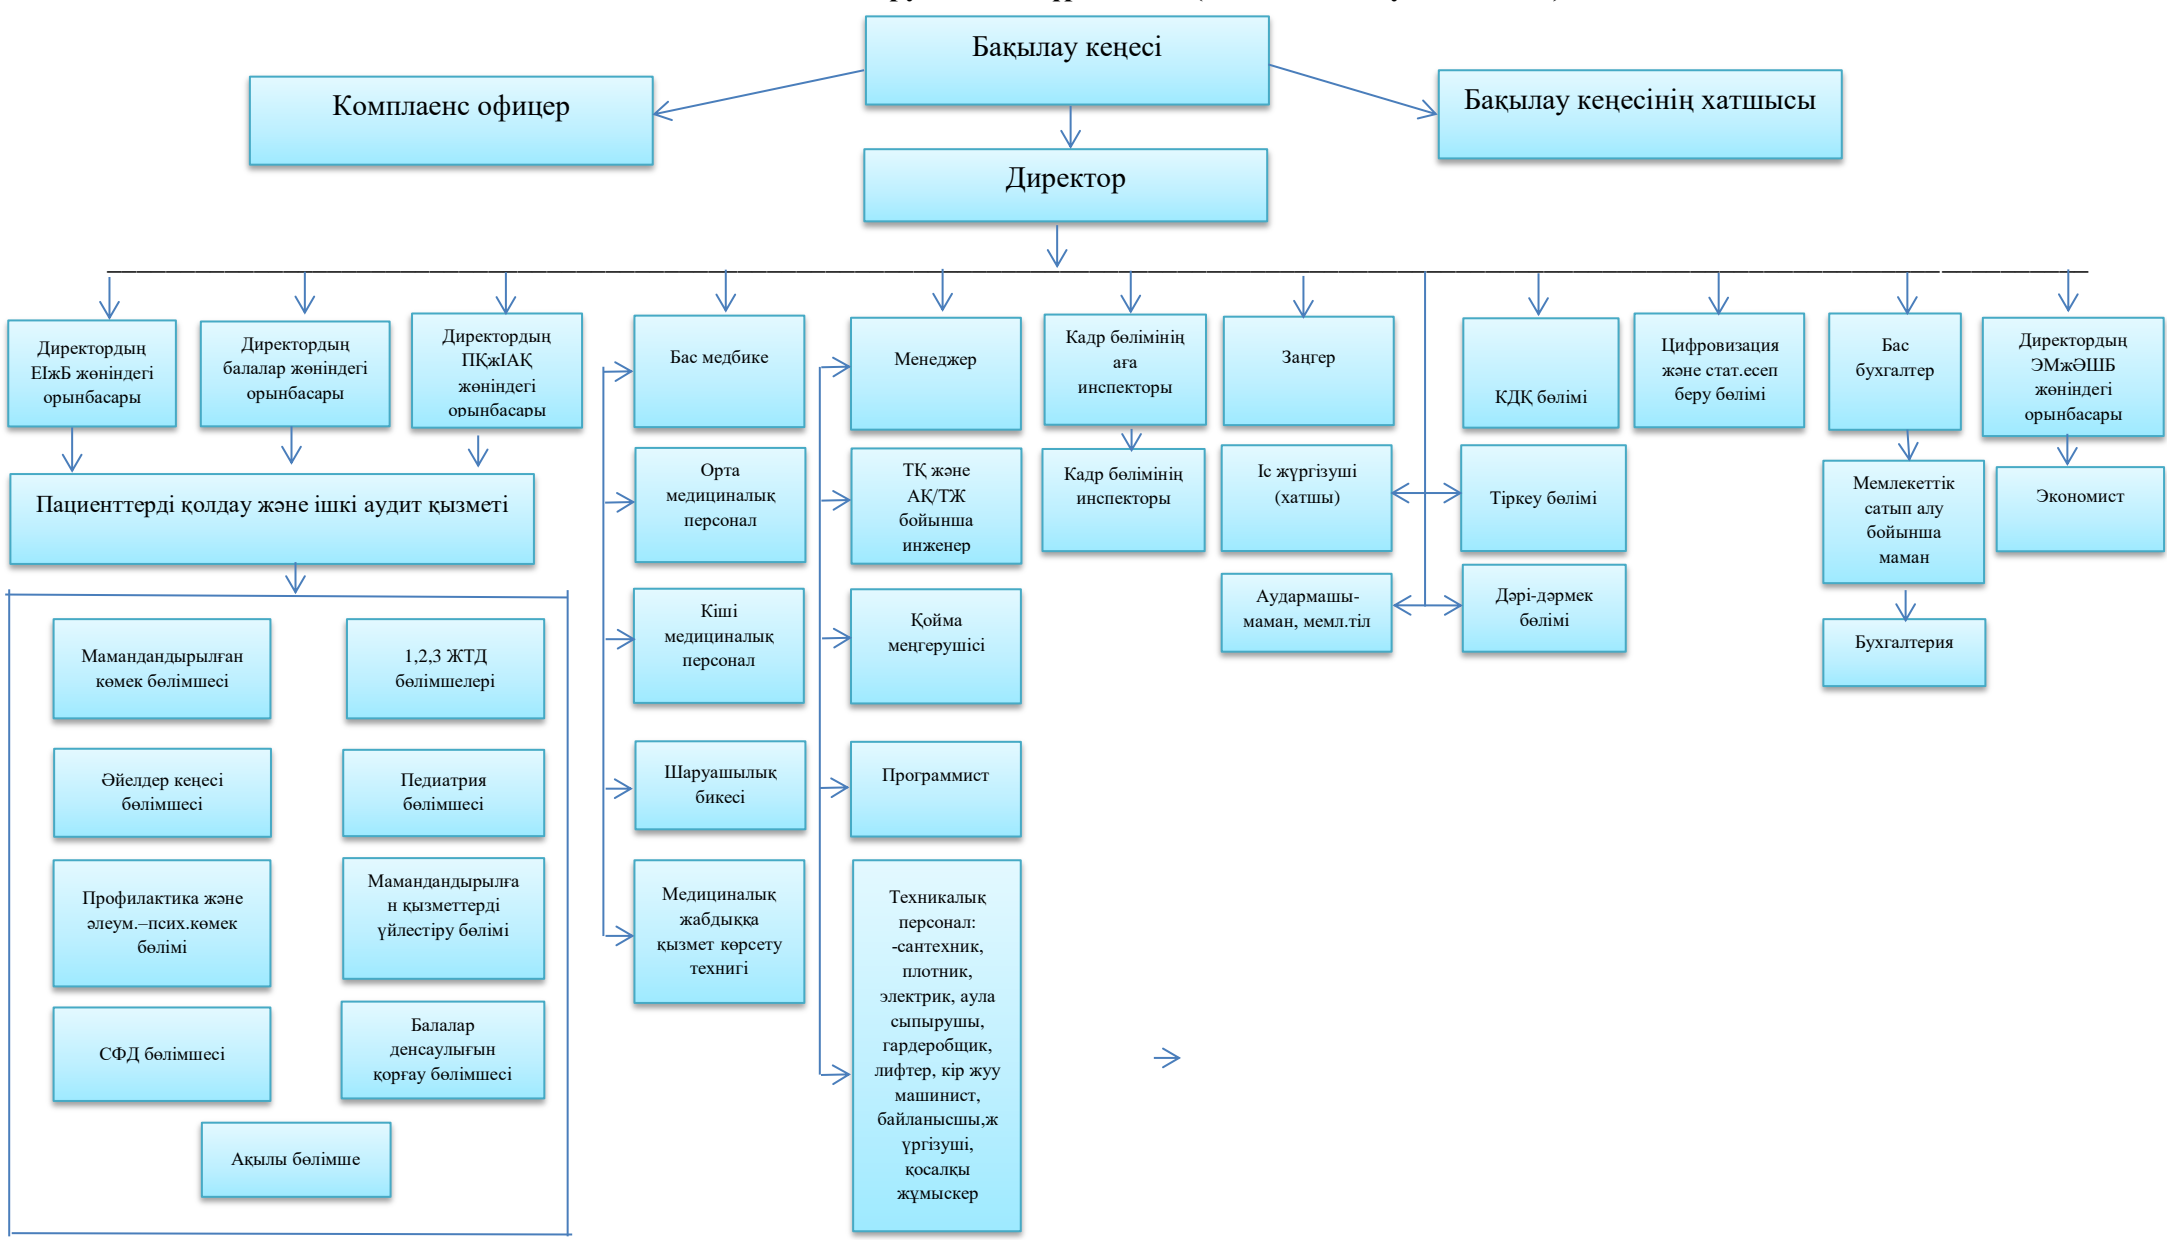 Бақылау кеңесі
Комплаенс офицер
Бақылау кеңесінің хатшысы
Директор
Директордың
ЕІжБ жөніндегі
орынбасары
Директордың
балалар жөніндегі
орынбасары
Директордың
ПҚжІАҚ
жөніндегі
орынбасары
Бас медбике
Менеджер
Кадр бөлімінің
аға
инспекторы
Заңгер
КДҚ бөлімі
Цифровизация
және стат.есеп
беру бөлімі
Бас
бухгалтер
Директордың
ЭМжӘШБ
жөніндегі
орынбасары
Пациенттерді қолдау және ішкі аудит қызметі
Орта
медициналық
персонал
ТҚ және
АҚ/ТЖ
бойынша
инженер
Кадр бөлімінің
инспекторы
Іс жүргізуші
(хатшы)
Тіркеу бөлімі
Мемлекеттік
сатып алу
бойынша
маман
Экономист
Кіші
медициналық
персонал
Қойма
меңгерушісі
Аудармашы-
маман, мемл.тіл
Дәрі-дәрмек
бөлімі
Бухгалтерия
Мамандандырылған
көмек бөлімшесі
1,2,3 ЖТД
бөлімшелері
Әйелдер кеңесі
бөлімшесі
Педиатрия
бөлімшесі
Шаруашылық
бикесі
Программист
Профилактика және
әлеум.–псих.көмек
бөлімі
Мамандандырылға
н қызметтерді
үйлестіру бөлімі
Медициналық
жабдыққа
қызмет көрсету
технигі
Техникалық
персонал:
-сантехник,
плотник,
электрик, аула
сыпырушы,
гардеробщик,
лифтер, кір жуу
машинист,
байланысшы,ж
үргізуші,
қосалқы
жұмыскер
СФД бөлімшесі
Балалар
денсаулығын
қорғау бөлімшесі
Ақылы бөлімше